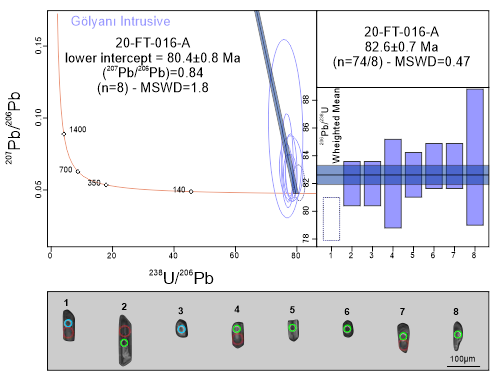 Gölyanı Intrusive
20-FT-016-A
lower intercept = 80.4±0.8 Ma
(²⁰⁷Pb/²⁰⁶Pb)=0.84
(n=8) - MSWD=1.8
0.15
0.10
0.05
²⁰⁷Pb/²⁰⁶Pb
1400
700
350
140
0
20
40
60
80
²³⁸U/²⁰⁶Pb
20-FT-016-A
82.6±0.7 Ma
(n=74/8) - MSWD=0.47
²⁰⁶Pb/²³⁸U
Wheighted Mean
88
86
84
82
80
78
1 2 3 4 5 6 7 8
1 2 3 4 5 6 7 8
100µm